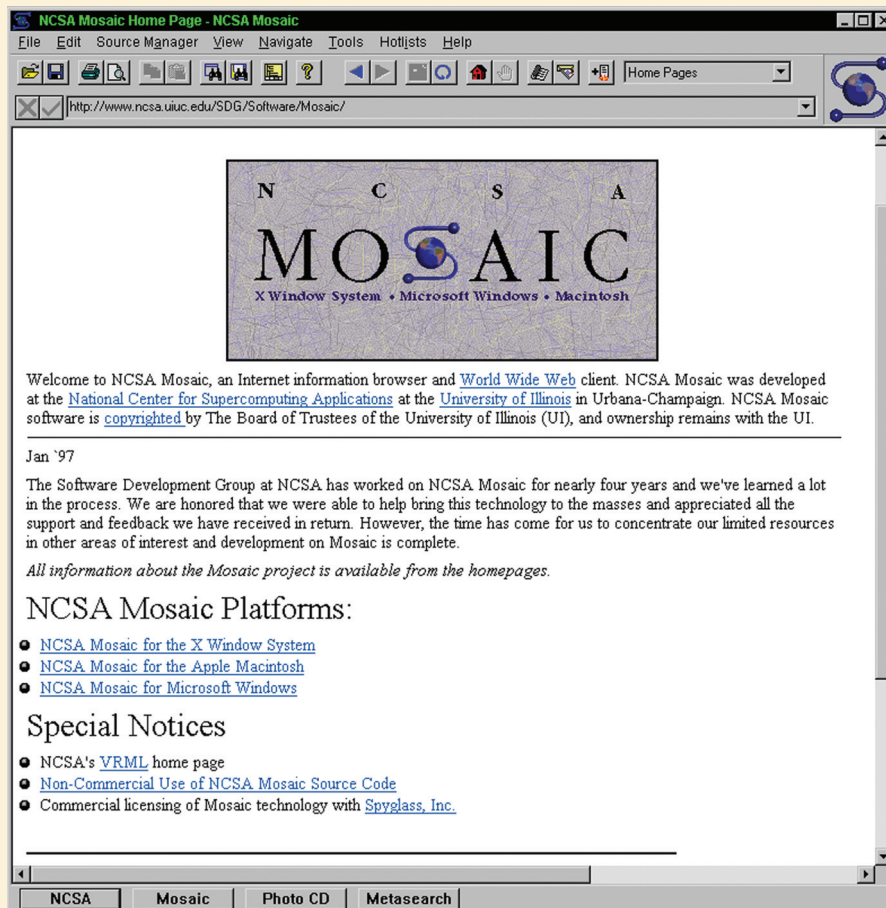 NCSA Mosaic Home Page - NCSA Mosaic
File Edit Source Manager View Navigate Tools Hotlists Help
Home Pages
http://www.ncsa.uiuc.edu/SDG/Software/Mosaic/
N C S A
MOSAIC
X Window System • Microsoft Windows • Macintosh
Welcome to NCSA Mosaic, an Internet information browser and World Wide Web client. NCSA Mosaic was developed
at the National Center for Supercomputing Applications at the University of Illinois in Urbana-Champaign. NCSA Mosaic
software is copyrighted by The Board of Trustees of the University of Illinois (UI), and ownership remains with the UI.
Jan `97
The Software Development Group at NCSA has worked on NCSA Mosaic for nearly four years and we've learned a lot
in the process. We are honored that we were able to help bring this technology to the masses and appreciated all the
support and feedback we have received in return. However, the time has come for us to concentrate our limited resources
in other areas of interest and development on Mosaic is complete.
All information about the Mosaic project is available from the homepages.
NCSA Mosaic Platforms:
NCSA Mosaic for the X Window System
NCSA Mosaic for the Apple Macintosh
NCSA Mosaic for Microsoft Windows
Special Notices
NCSA's VRML home page
Non-Commercial Use of NCSA Mosaic Source Code
Commercial licensing of Mosaic technology with Spyglass, Inc.
NCSA Mosaic Photo CD Metasearch